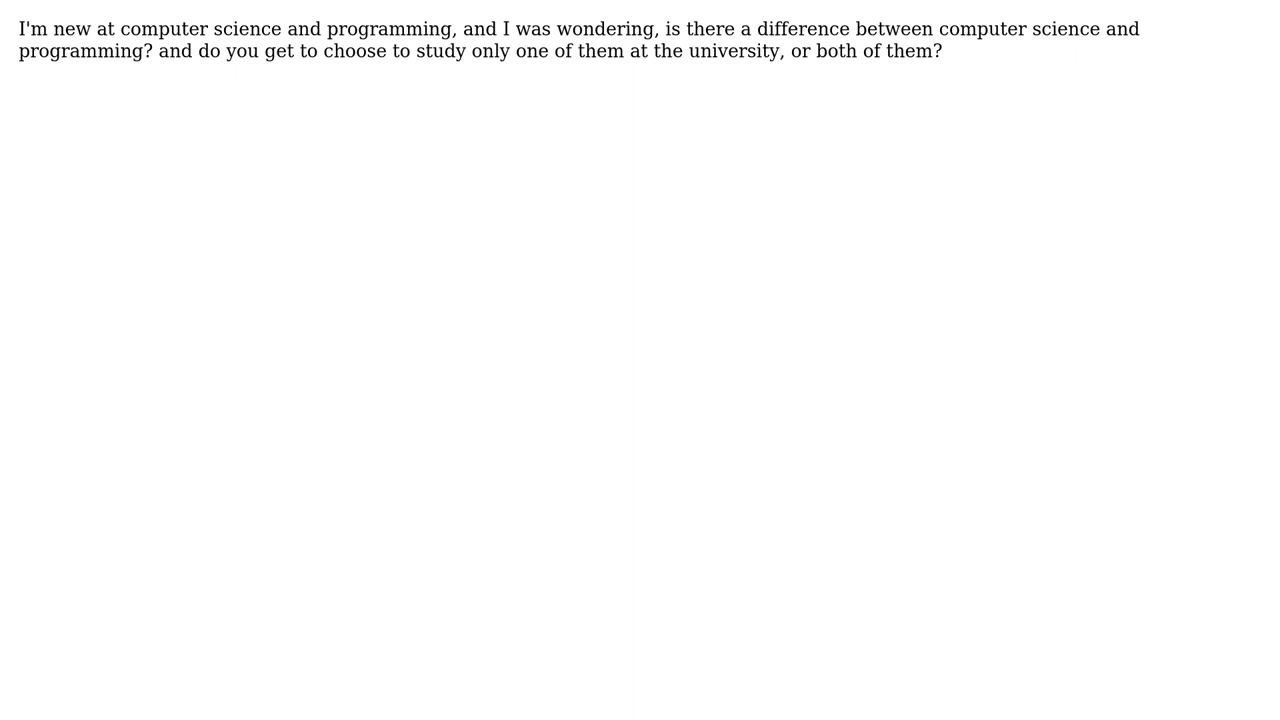 I'm new at computer science and programming, and I was wondering, is there a difference between computer science and
programming? and do you get to choose to study only one of them at the university, or both of them?